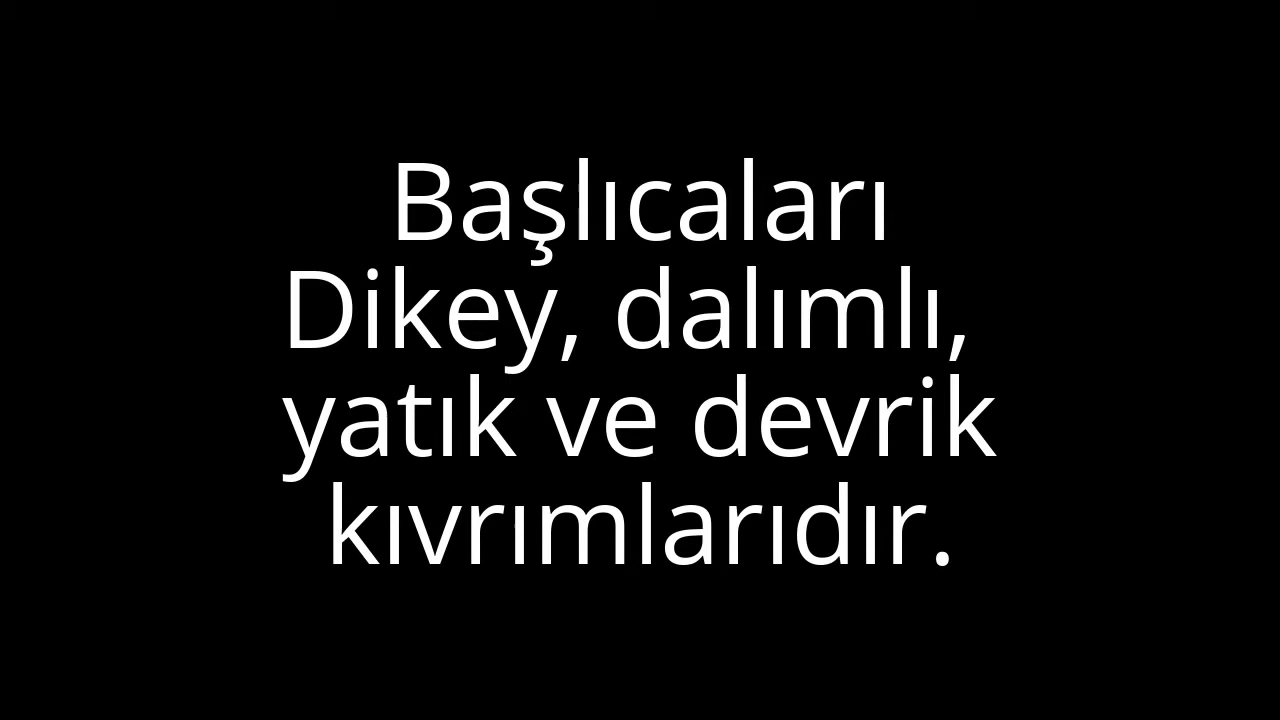 Başlıcaları
Dikey, dalımlı,
yatık ve devrik
kıvrımlarıdır.